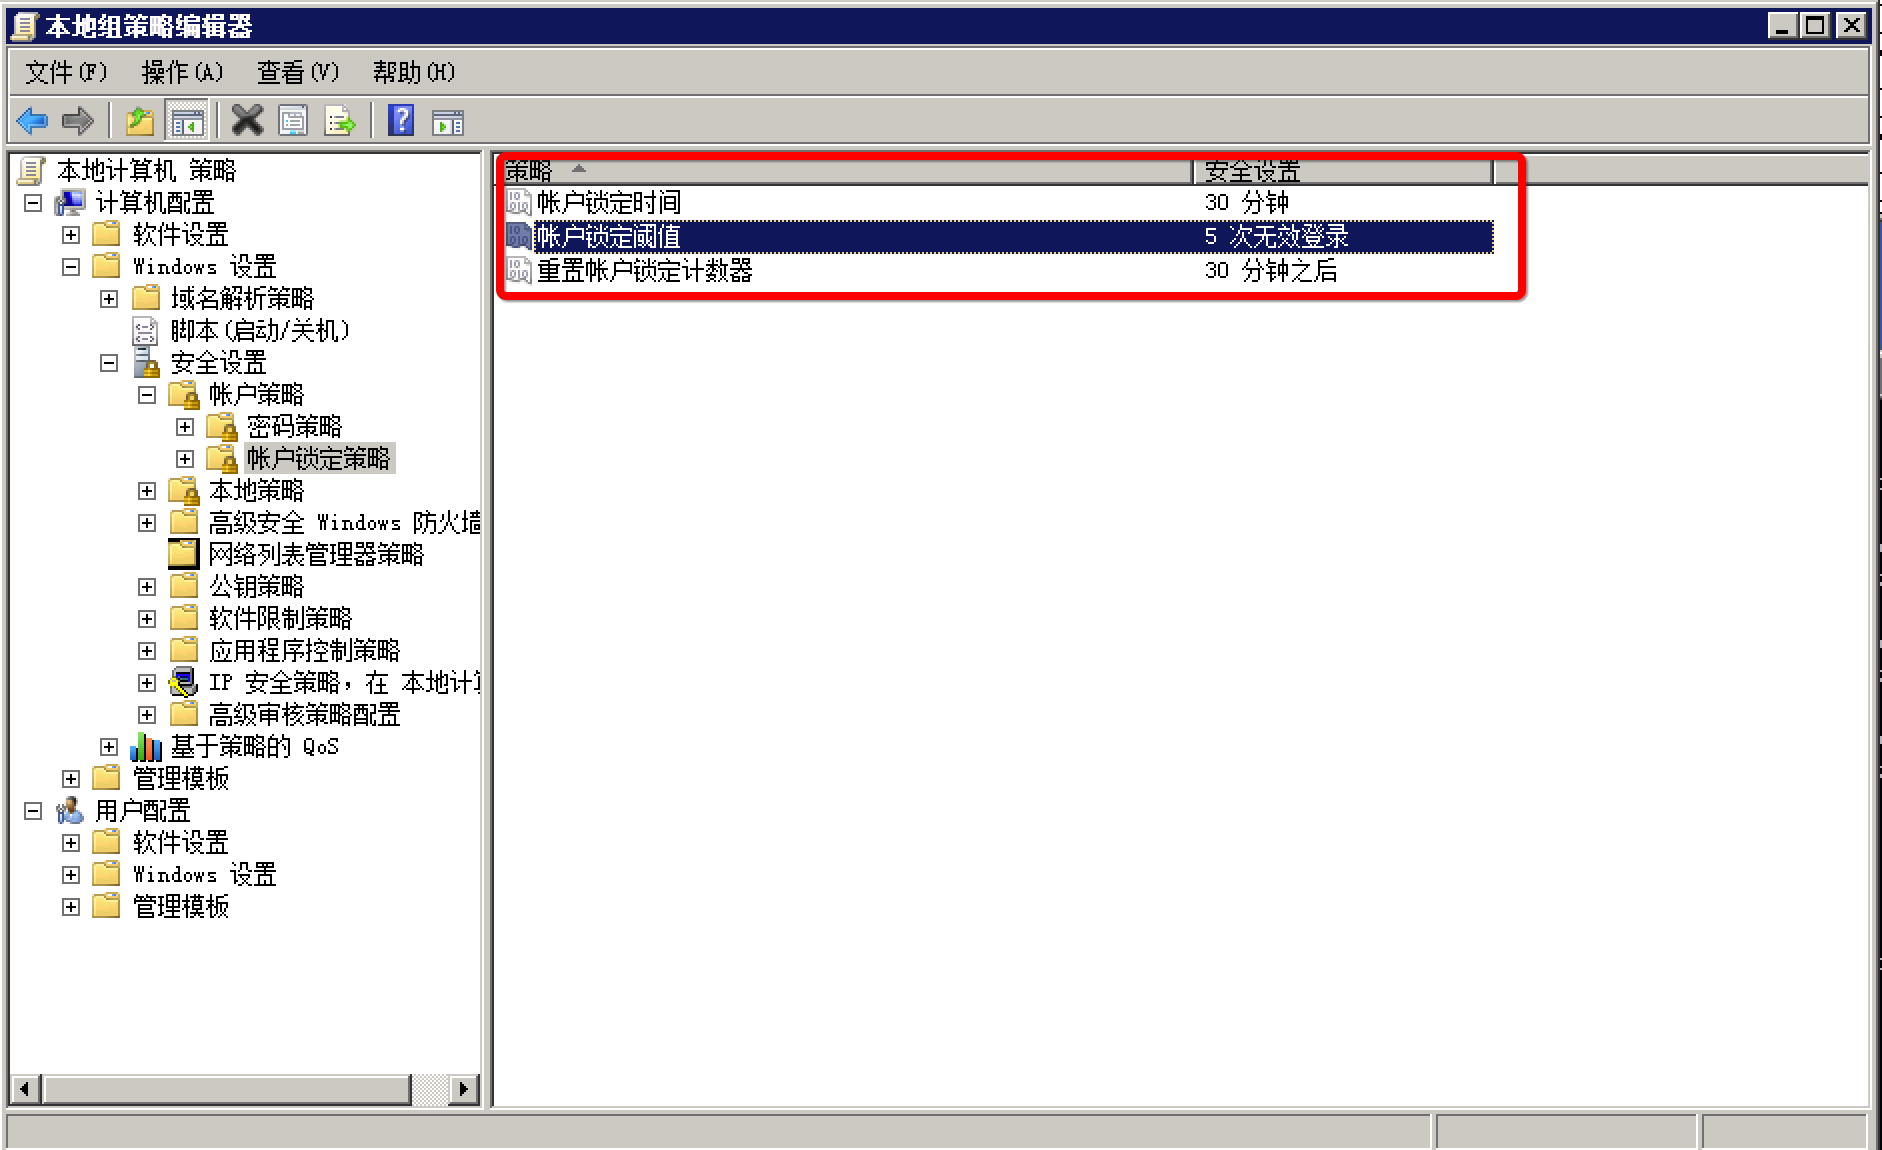 本地组策略编辑器
文件(F) 操作(A) 查看(V) 帮助(H)
本地计算机 策略
计算机配置
软件设置
Windows 设置
域名解析策略
脚本(启动/关机)
安全设置
帐户策略
密码策略
帐户锁定策略
本地策略
高级安全 Windows 防火墙
网络列表管理器策略
公钥策略
软件限制策略
应用程序控制策略
IP 安全策略，在 本地计
高级审核策略配置
基于策略的 QoS
管理模板
用户配置
软件设置
Windows 设置
管理模板
策略 安全设置
帐户锁定时间 30 分钟
帐户锁定阈值 5 次无效登录
重置帐户锁定计数器 30 分钟之后